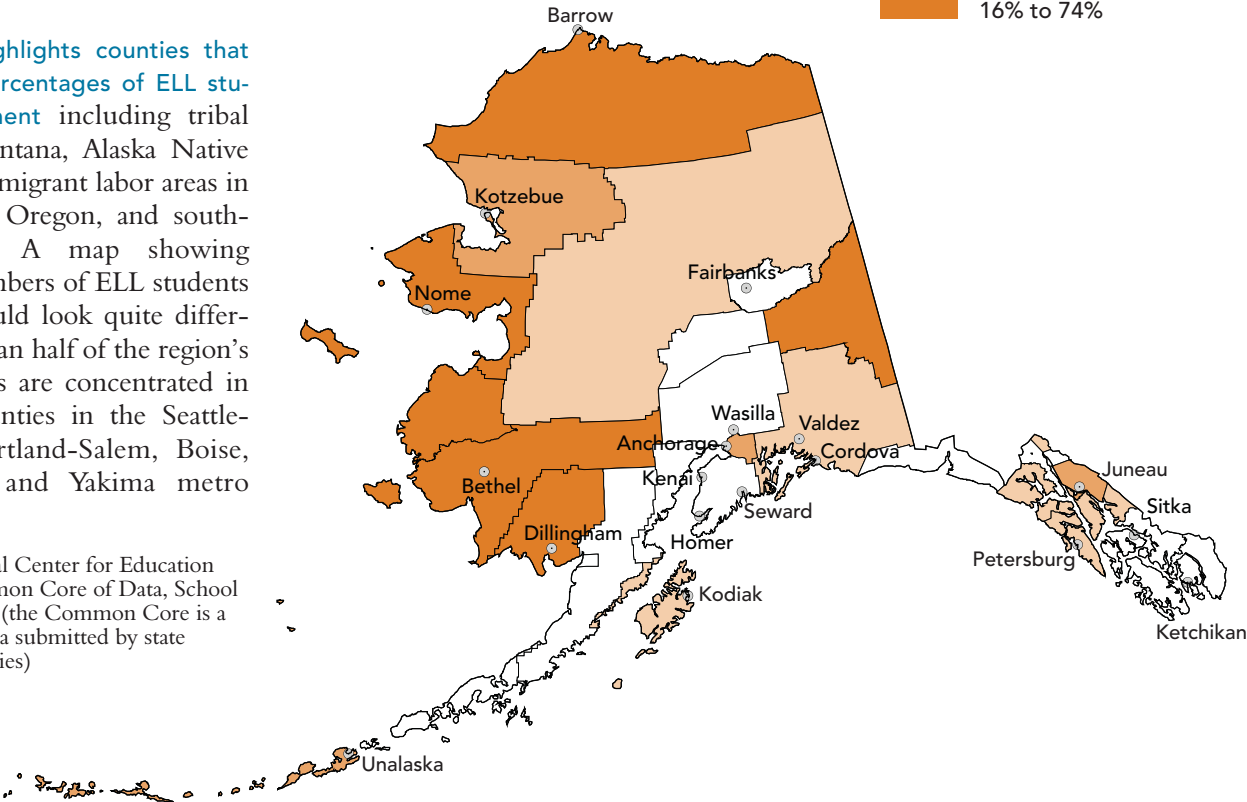 16% to 74%
ghlights counties that
rcentages of ELL stu-
including tribal
ntana, Alaska Native
migrant labor areas in
Oregon, and south-
A map showing
nbers of ELL students
uld look quite differ-
an half of the region's
s are concentrated in
nties in the Seattle-
rtland-Salem, Boise,
and Yakima metro
al Center for Education
mon Core of Data, School
(the Common Core is a
a submitted by state
ies)
Barrow
Kotzebue
Fairbanks
Nome
Wasilla
Valdez
Anchorage
Cordova
Kenai
Juneau
Bethel
Seward
Sitka
Dillingham
Homer
Petersburg
Kodiak
Ketchikan
Unalaska